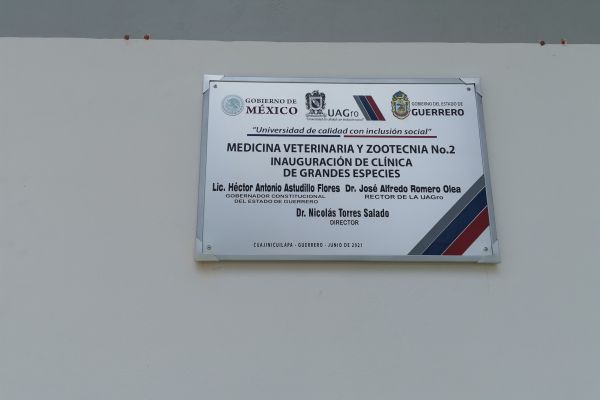 GOBIERNO DE
MÉXICO
UAGro
GOBIERNO DEL ESTADO DE
GUERRERO
"Universidad de calidad con inclusión social"
MEDICINA VETERINARIA Y ZOOTECNIA No.2
INAUGURACIÓN DE CLÍNICA
DE GRANDES ESPECIES
Lic. Héctor Antonio Astudillo Flores Dr. José Alfredo Romero Olea
GOBERNADOR CONSTITUCIONAL RECTOR DE LA UAGro
DEL ESTADO DE GUERRERO
Dr. Nicolás Torres Salado
DIRECTOR
CUAJINICUILAPA - GUERRERO - JUNIO DE 2021